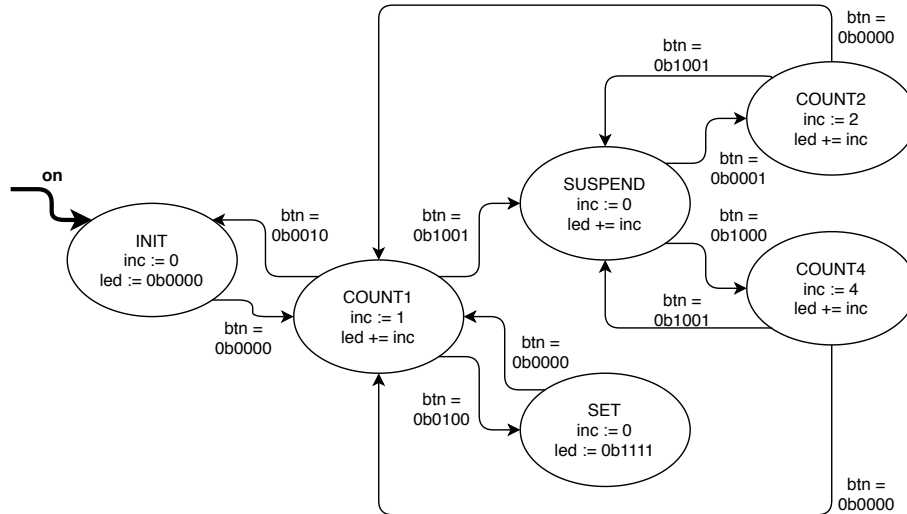 btn =
0b0000
btn =
0b1001
COUNT2
inc := 2
led += inc
on
SUSPEND
inc := 0
led += inc
btn =
0b0001
btn =
0b0010
btn =
0b1001
btn =
0b1000
INIT
inc := 0
led := 0b0000
COUNT4
inc := 4
led += inc
COUNT1
inc := 1
led += inc
btn =
0b1001
btn =
0b0000
btn =
0b0000
btn =
0b0100
SET
inc := 0
led := 0b1111
btn =
0b0000